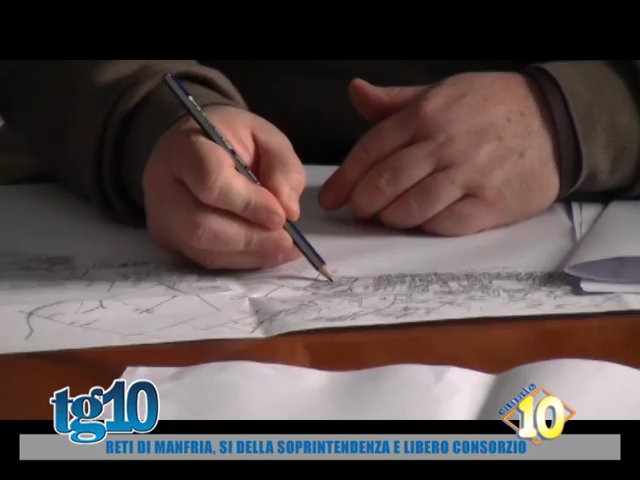 tg10
canale
10
RETI DI MANFRIA, SI DELLA SOPRINTENDENZA E LIBERO CONSORZIO